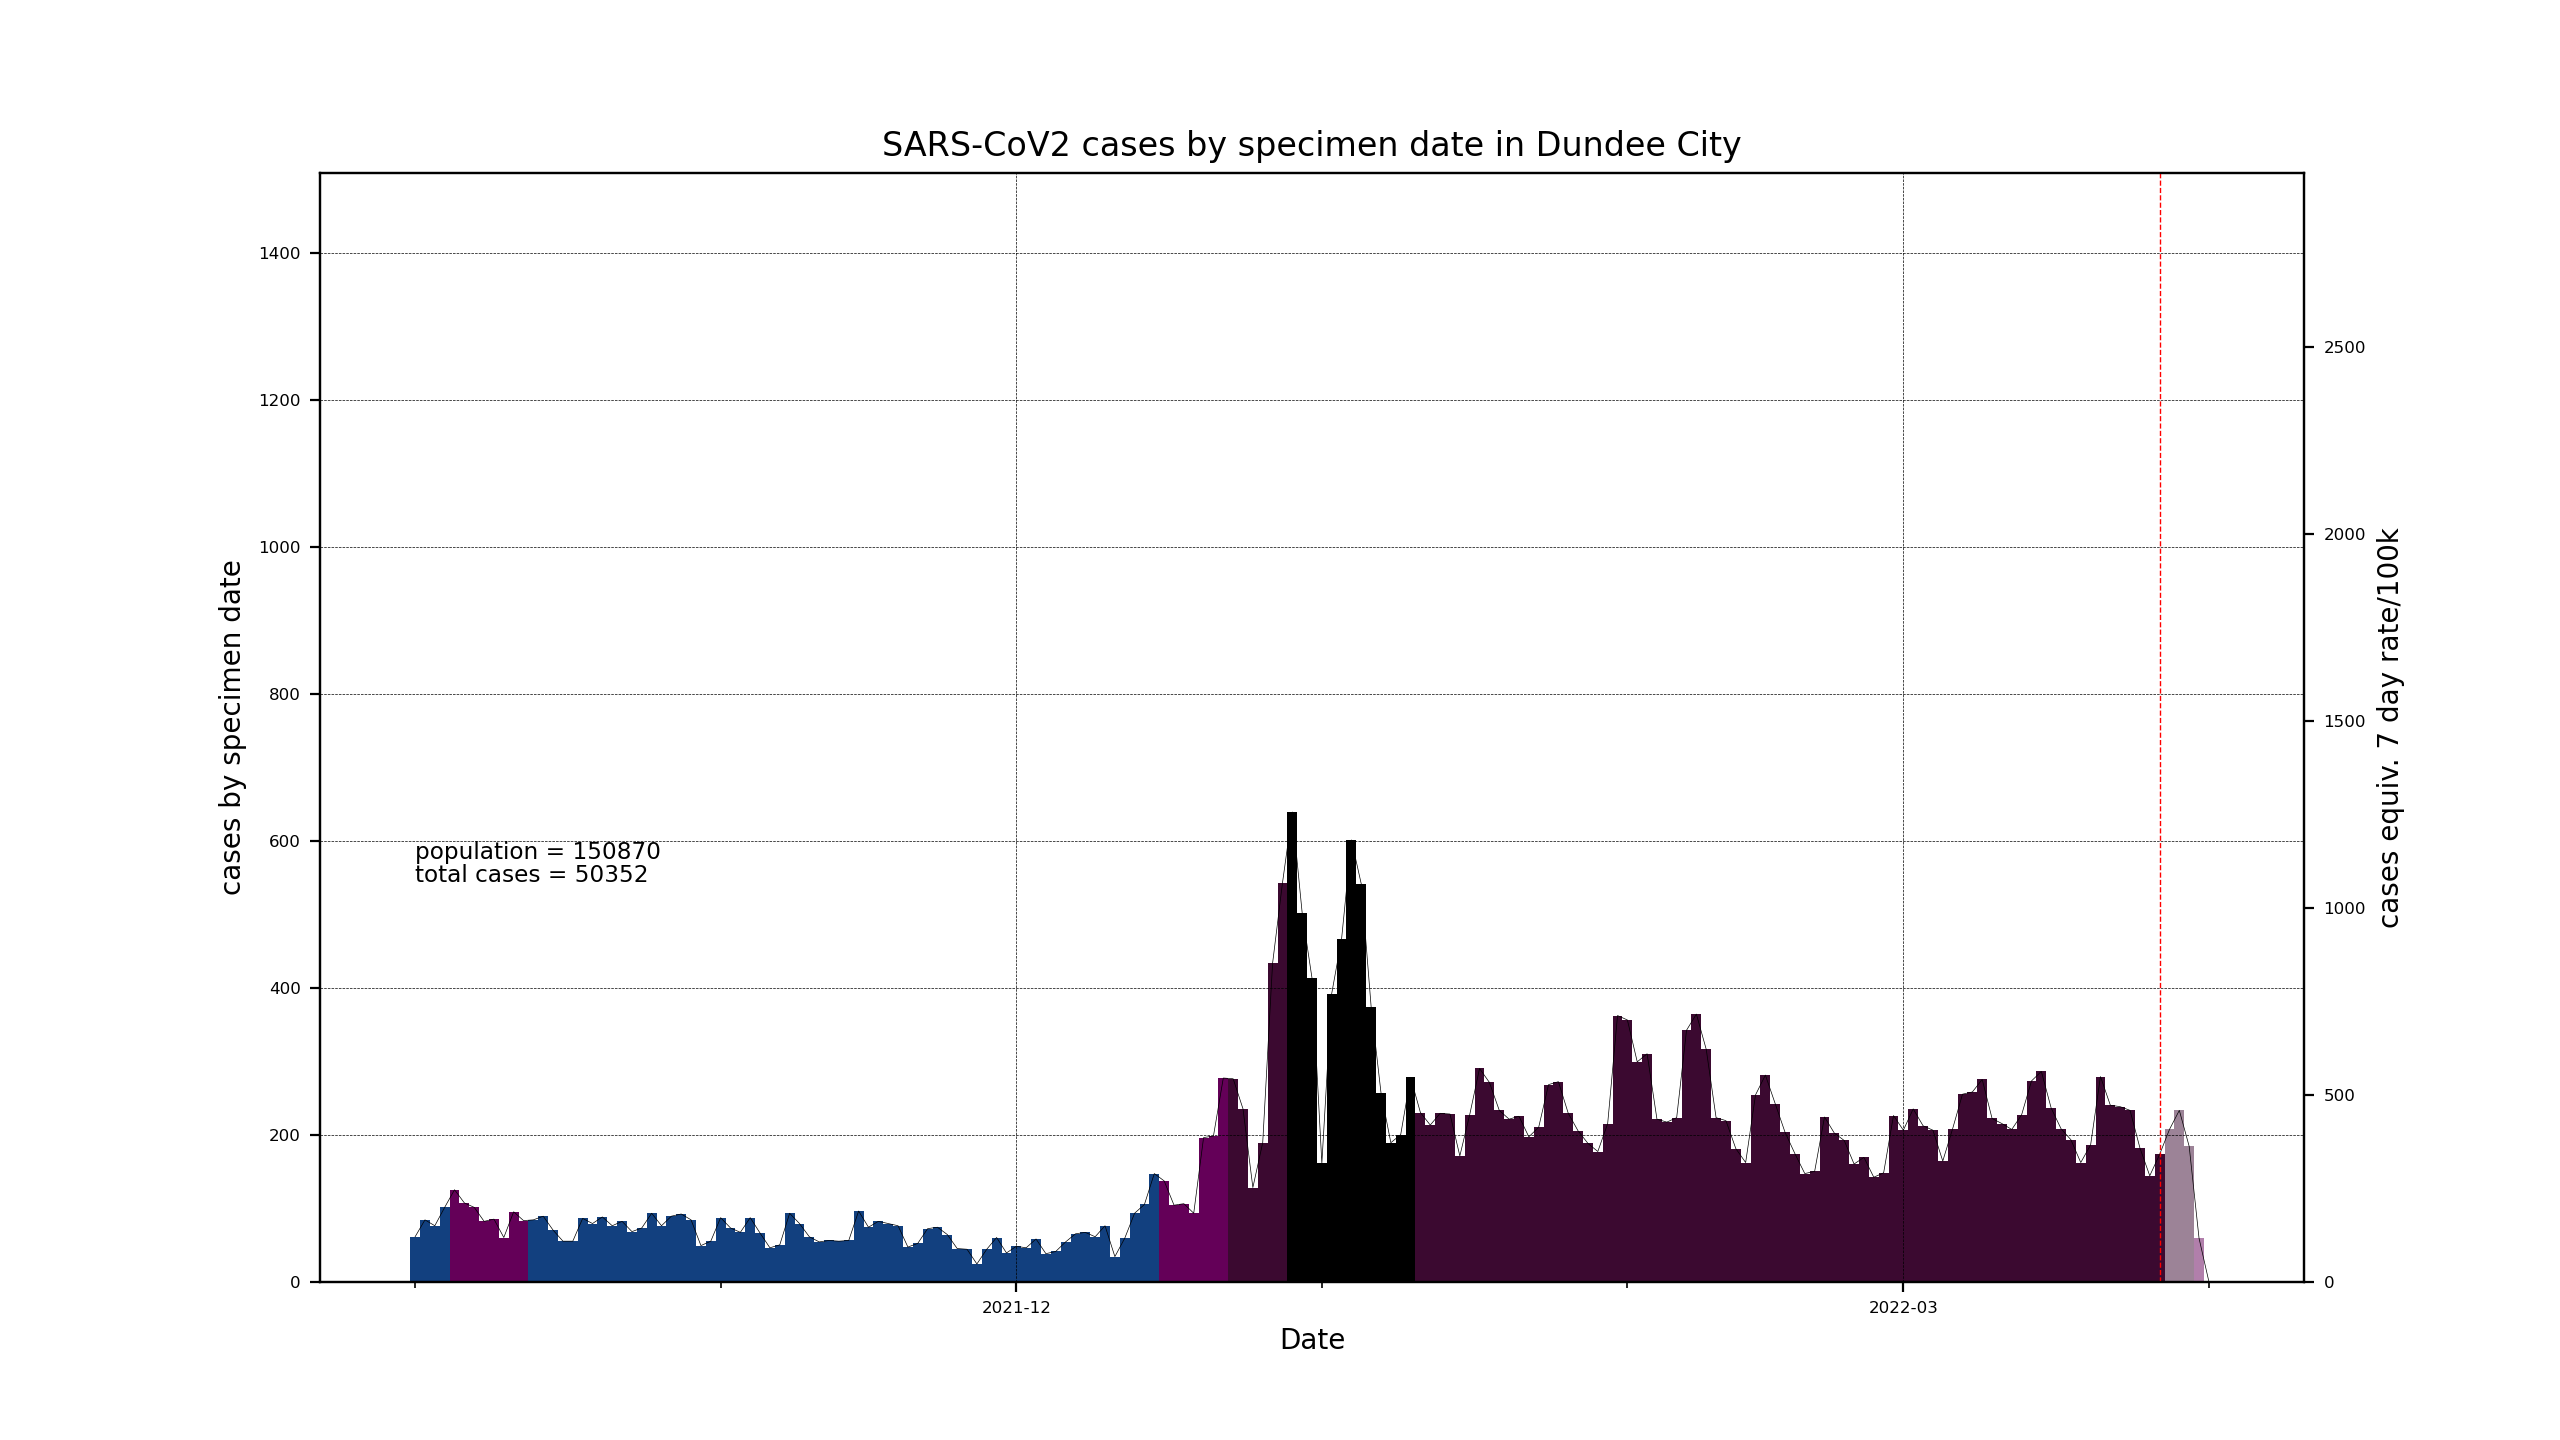 SARS-CoV2 cases by specimen date in Dundee City
cases by specimen date
1400
1200
1000
800
600
400
200
0
population = 150870
total cases = 50352
2500
2000
1500
1000
500
0
cases equiv. 7 day rate/100k
2021-12
2022-03
Date